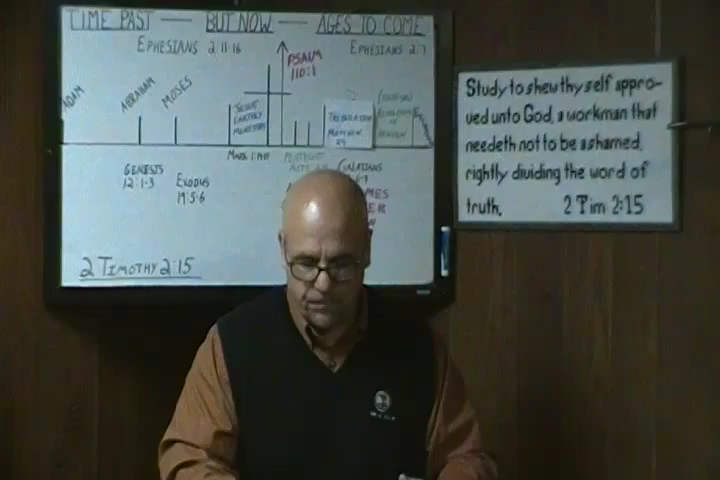 TIME PAST — BUT NOW — AGES TO COME
EPHESIANS 2:11-16
EPHESIANS 2:7
PSALM
110:1
ADAM
ABRAHAM
MOSES
JESUS
EARTHLY
MINISTRY
TRIBULATION
MATTHEW
MARK 1:14-15
GALATIANS
GENESIS
12:1-3
EXODUS
19:5-6
2 TIMOTHY 2:15
Study to shew thyself appro-
ved unto God, a workman that
needeth not to be ashamed,
rightly dividing the word of
truth. 2 Tim 2:15